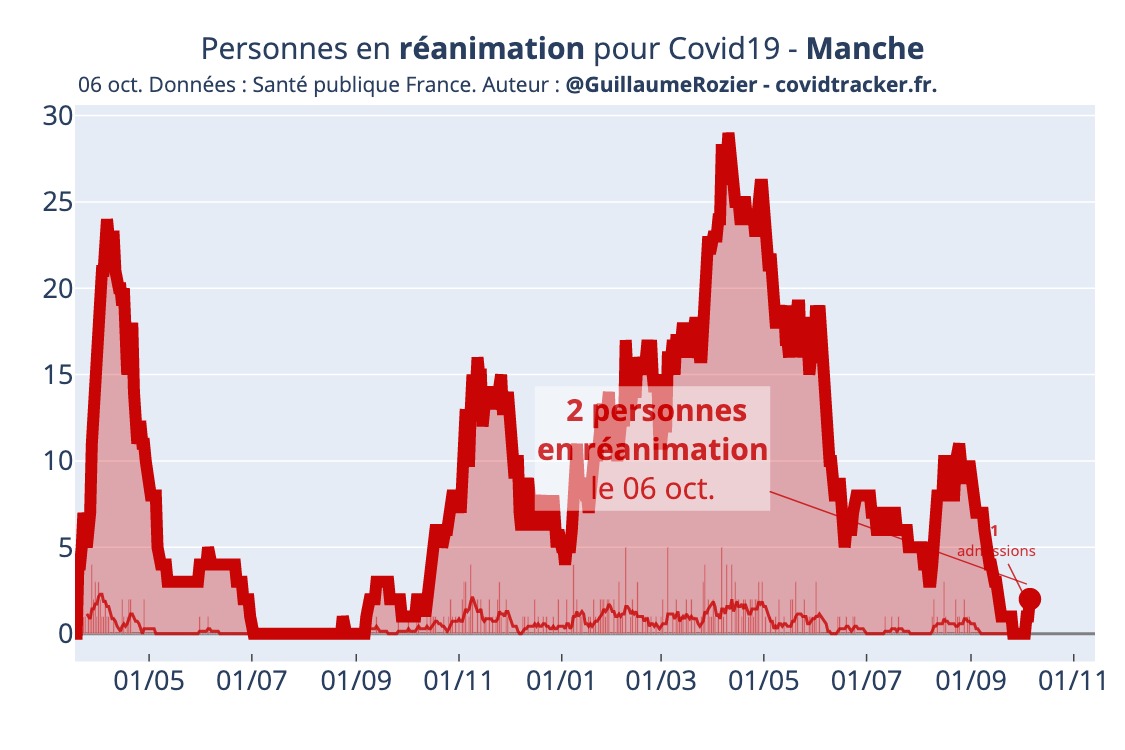 Personnes en réanimation pour Covid19 - Manche
06 oct. Données : Santé publique France. Auteur : @GuillaumeRozier - covidtracker.fr.
30
25
20
15
10
5
0
2 personnes
en réanimation
le 06 oct.
1
admissions
01/05 01/07 01/09 01/11 01/01 01/03 01/05 01/07 01/09 01/11